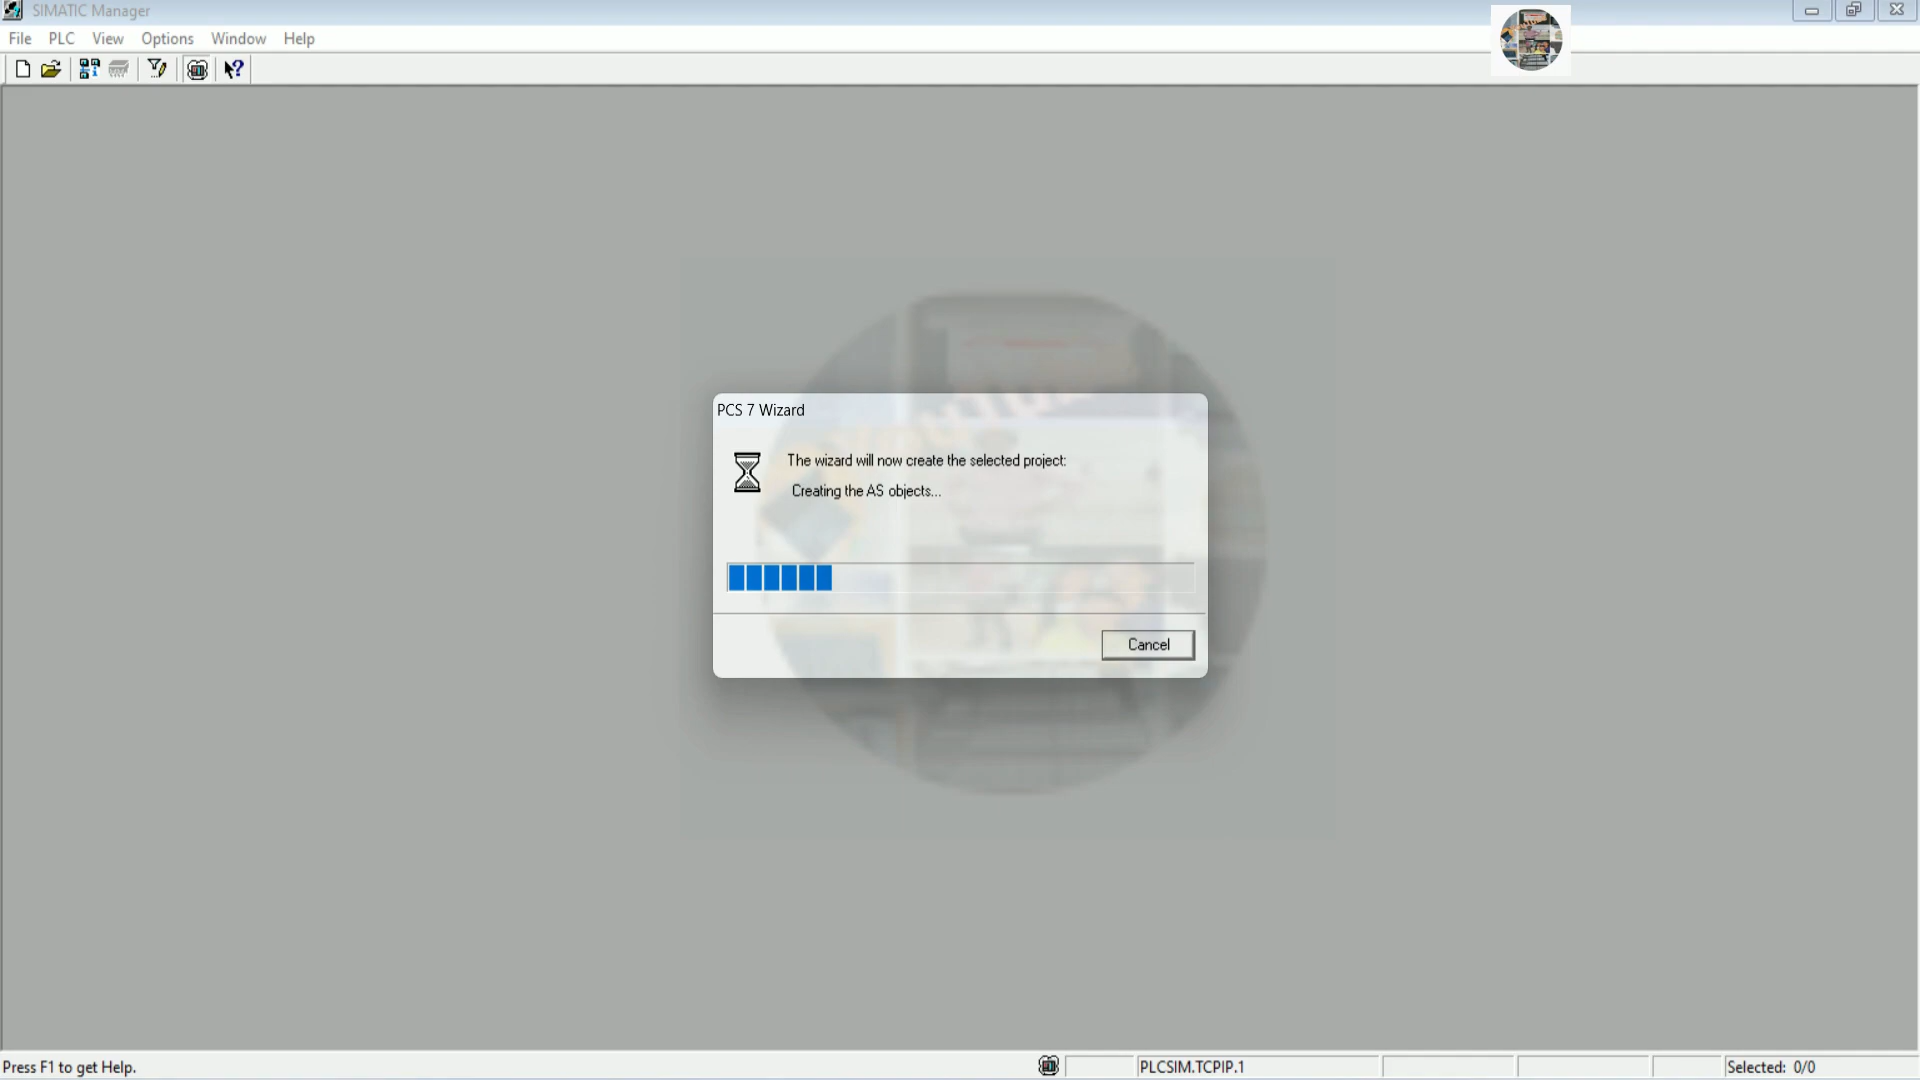 SIMATIC Manager
File PLC View Options Window Help
PCS 7 Wizard
The wizard will now create the selected project:
Creating the AS objects...
Cancel
Press F1 to get Help.
PLCSIM.TCPIP.1
Selected: 0/0